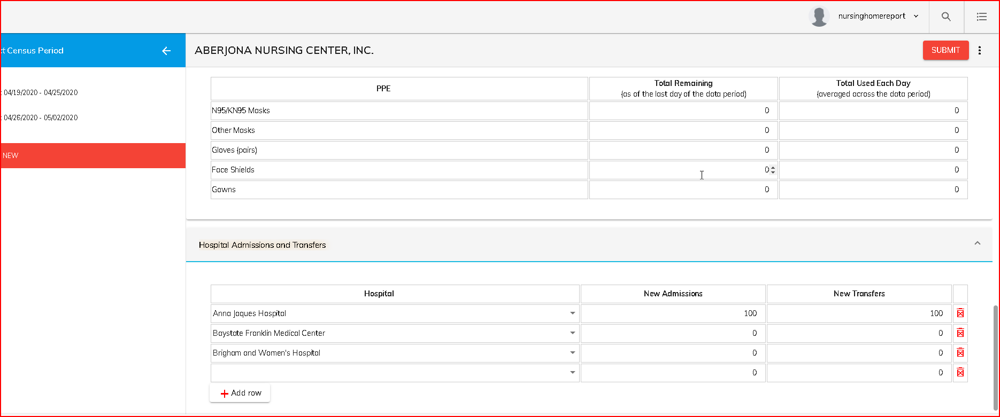 nursinghomereport
ct Census Period
ABERJONA NURSING CENTER, INC.
SUBMIT
: 04/19/2020 - 04/25/2020
: 04/26/2020 - 05/02/2020
NEW
PPE
Total Remaining
(as of the last day of the data period)
Total Used Each Day
(averaged across the data period)
N95/KN95 Masks 0 0
Other Masks 0 0
Gloves (pairs) 0 0
Face Shields 0 0
Gowns 0 0
Hospital Admissions and Transfers
Hospital New Admissions New Transfers
Anna Jaques Hospital 100 100
Baystate Franklin Medical Center 0 0
Brigham and Women's Hospital 0 0
0 0
Add row